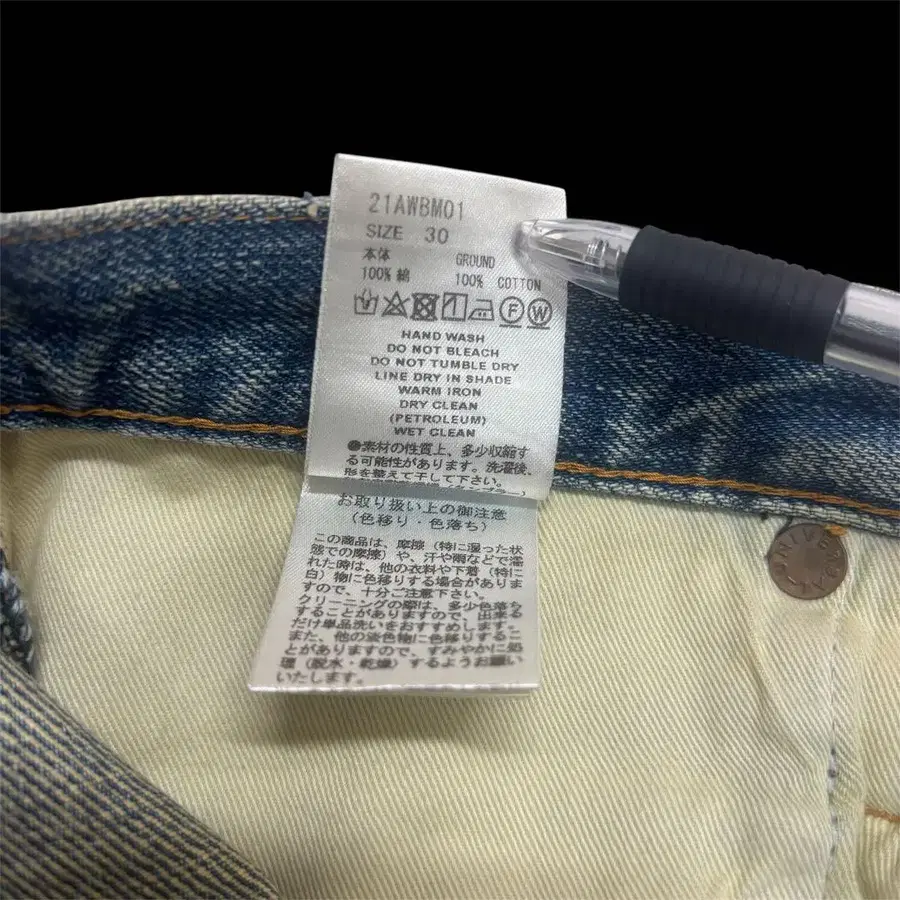 21AWBM01
SIZE 30
本体 GROUND
100% 綿 100% COTTON
F W
HAND WASH
DO NOT BLEACH
DO NOT TUMBLE DRY
LINE DRY IN SHADE
WARM IRON
DRY CLEAN
(PETROLEUM)
WET CLEAN
●素材の性質上、多少収縮す
る可能性があります。洗濯後、
形を整えて干して下さい。
お取り扱い上の御注意
(色移り・色落ち)
この商品は、摩擦(特に湿った状
態での摩擦)や、汗や雨などで濡
れた時は、他の衣料や下着(特に
白)物に色移りする場合がありま
すので、十分ご注意下さい。
クリーニングの際は、多少色落ち
することがありますので、出来る
だけ単品洗いをおすすめします。
また、他の淡色物に色移りするこ
とがありますので、すみやかに処
理(脱水・乾燥)するようお願い
いたします。